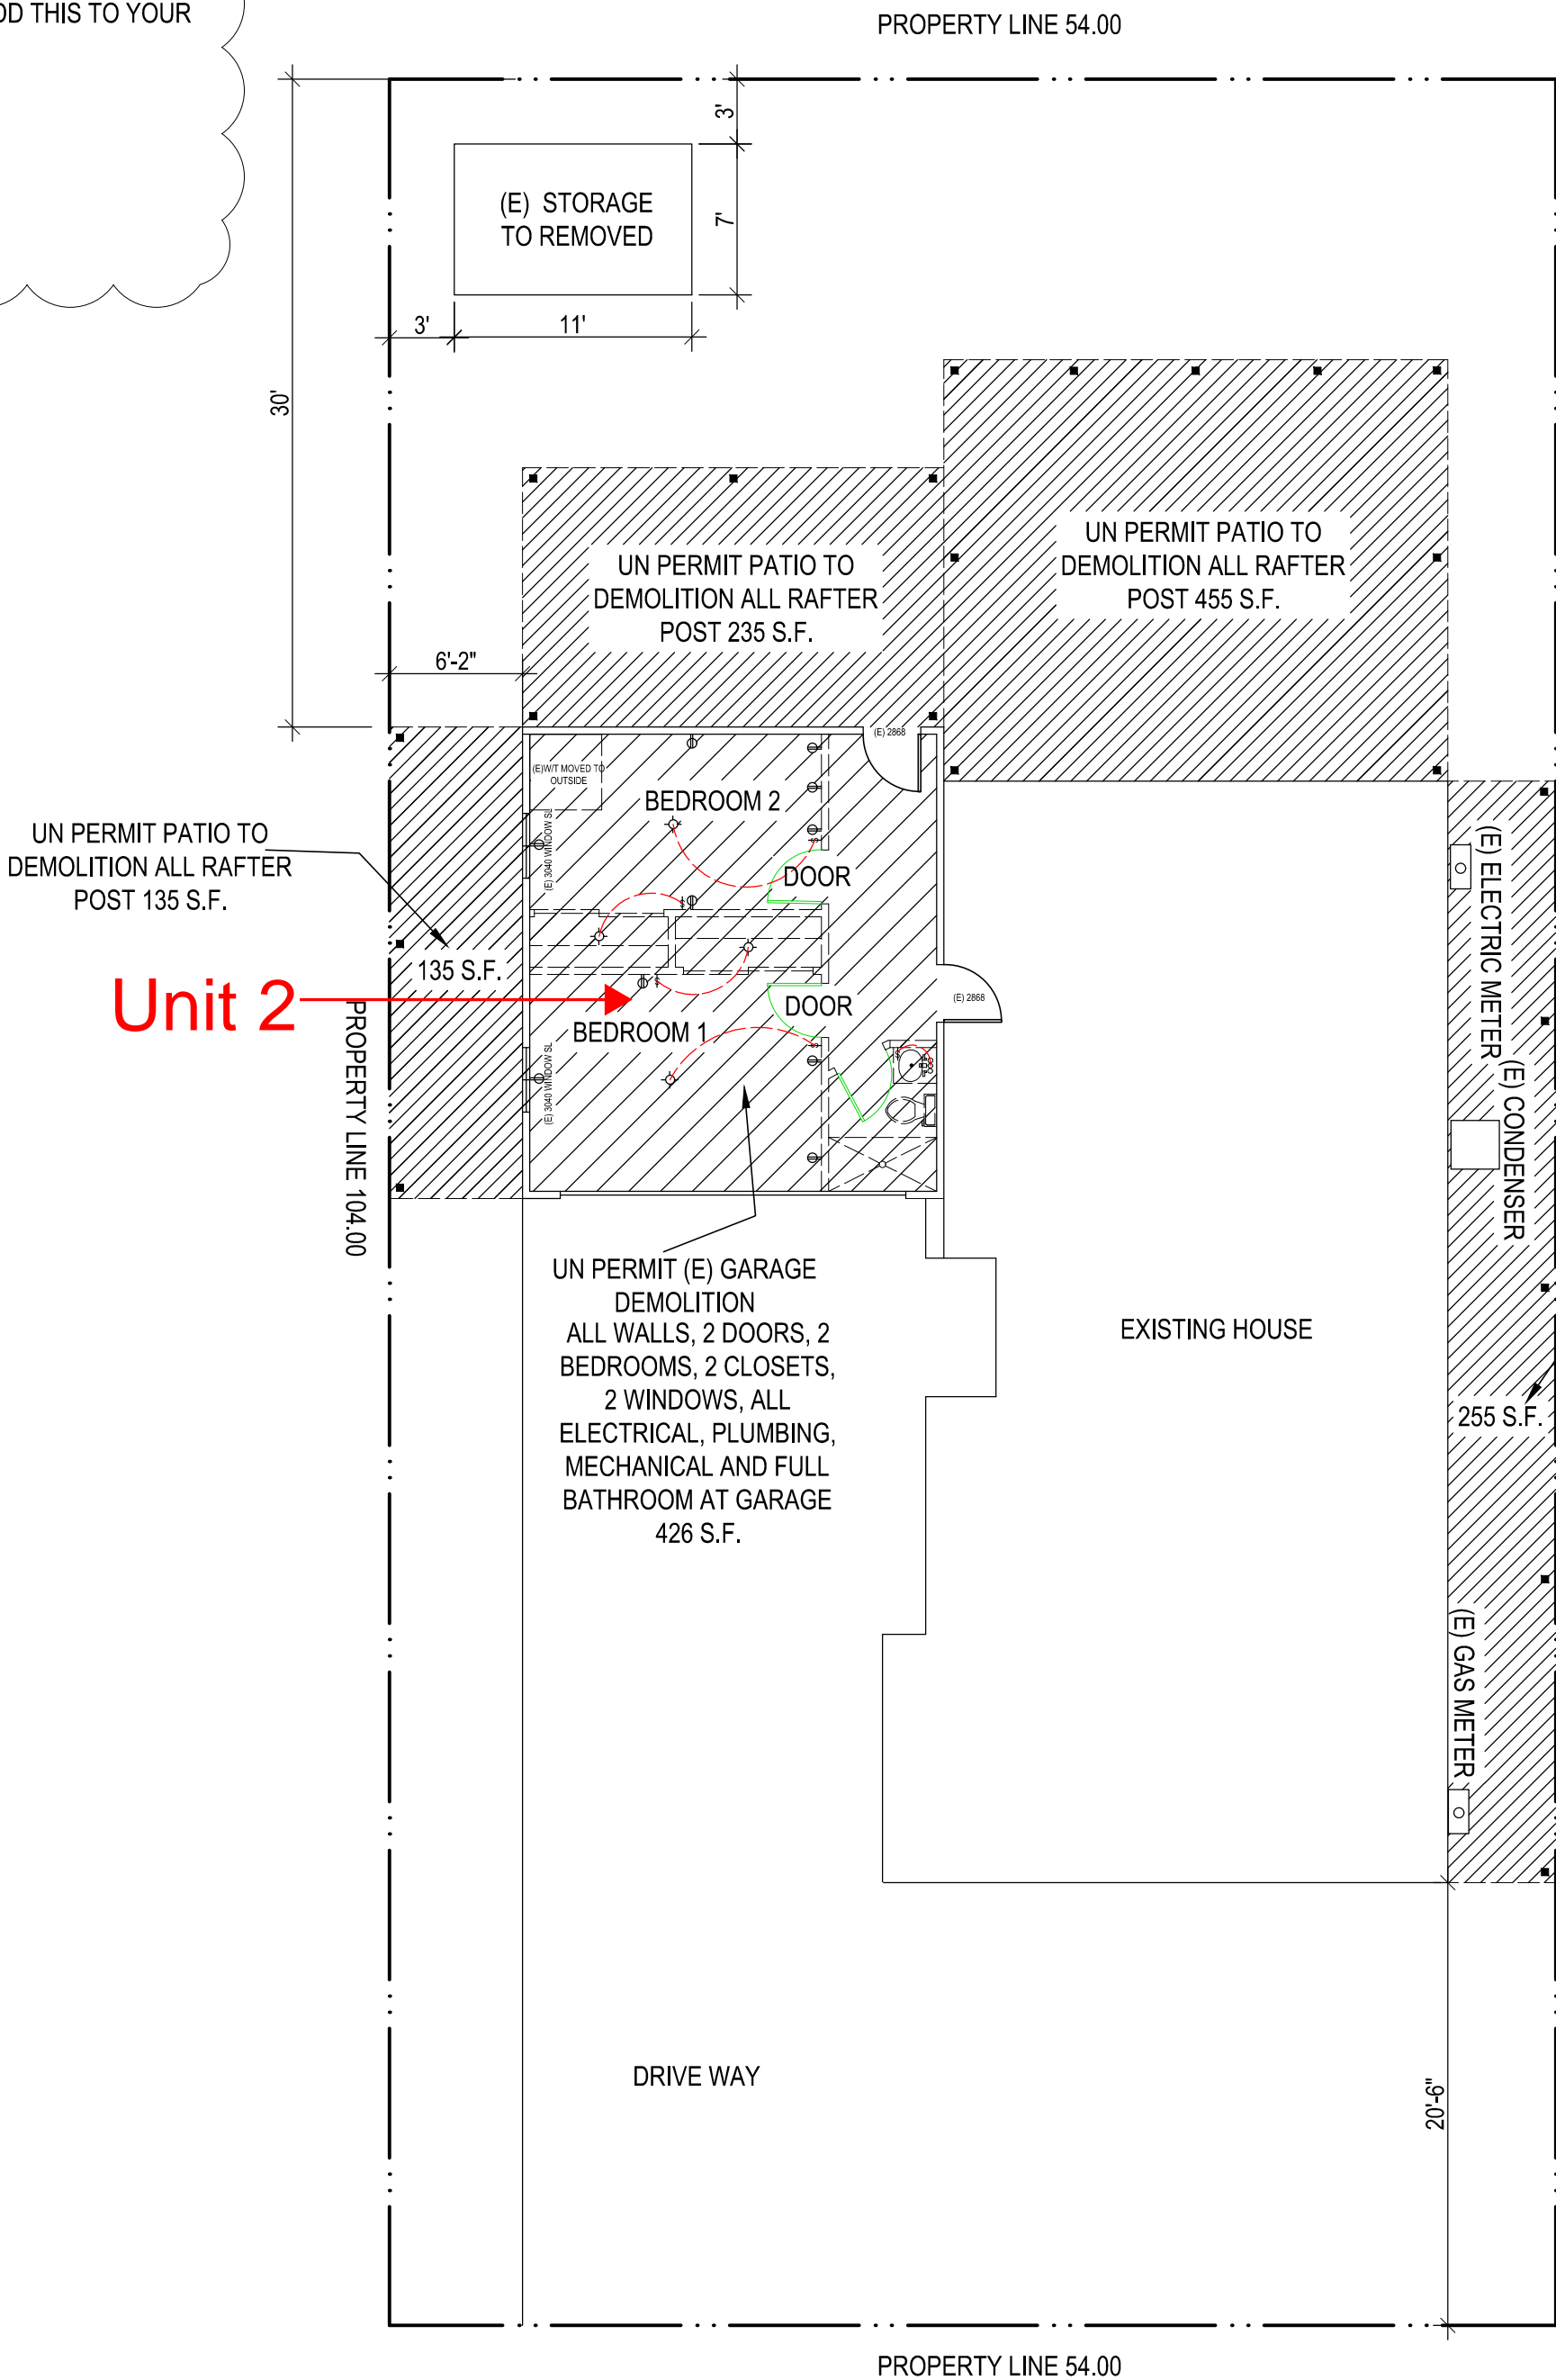 DD THIS TO YOUR
PROPERTY LINE 54.00
3'
(E) STORAGE
TO REMOVED
7'
3'
11'
30'
UN PERMIT PATIO TO
DEMOLITION ALL RAFTER
POST 455 S.F.
UN PERMIT PATIO TO
DEMOLITION ALL RAFTER
POST 235 S.F.
6'-2"
(E) 2868
(E)W/T MOVED TO
OUTSIDE
BEDROOM 2
(E) 3040 WINDOW SL
UN PERMIT PATIO TO
DEMOLITION ALL RAFTER
POST 135 S.F.
DOOR
(E) ELECTRIC METER
135 S.F.
Unit 2
DOOR
(E) 2868
BEDROOM 1
(E) 3040 WINDOW SL
PROPERTY LINE 104.00
(E) CONDENSER
UN PERMIT (E) GARAGE
DEMOLITION
ALL WALLS, 2 DOORS, 2
BEDROOMS, 2 CLOSETS,
2 WINDOWS, ALL
ELECTRICAL, PLUMBING,
MECHANICAL AND FULL
BATHROOM AT GARAGE
426 S.F.
EXISTING HOUSE
255 S.F.
(E) GAS METER
DRIVE WAY
20'-6"
PROPERTY LINE 54.00